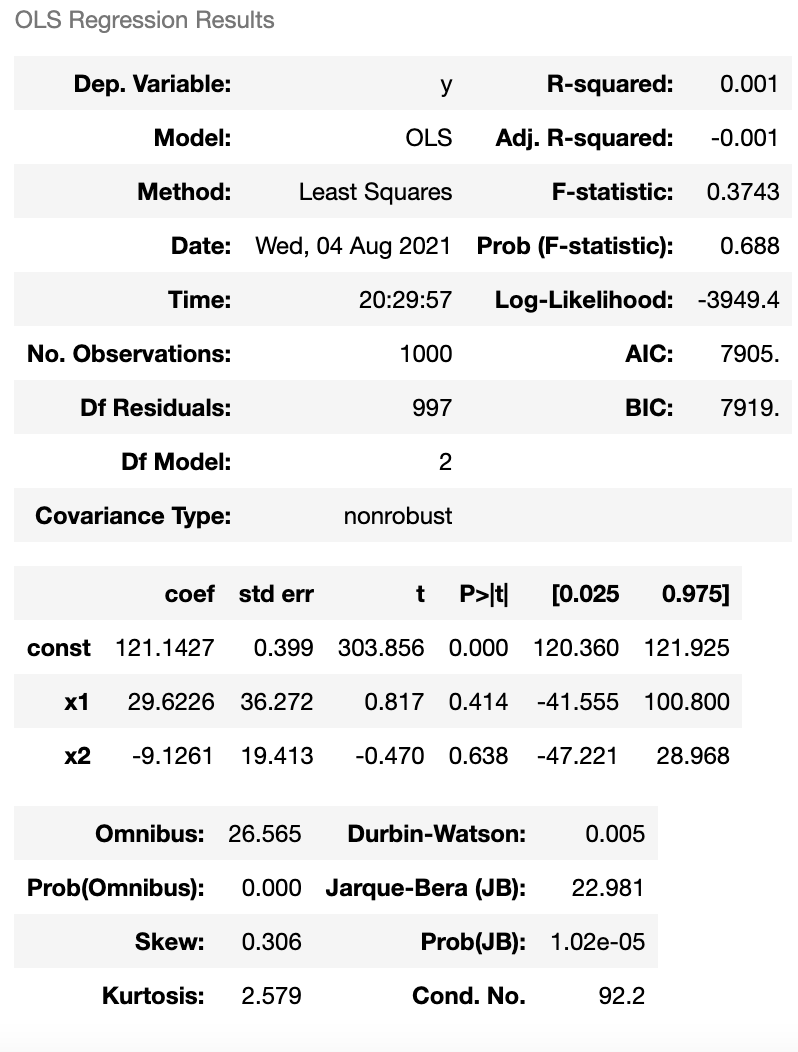 OLS Regression Results
Dep. Variable: y R-squared: 0.001
Model: OLS Adj. R-squared: -0.001
Method: Least Squares F-statistic: 0.3743
Date: Wed, 04 Aug 2021 Prob (F-statistic): 0.688
Time: 20:29:57 Log-Likelihood: -3949.4
No. Observations: 1000 AIC: 7905.
Df Residuals: 997 BIC: 7919.
Df Model: 2
Covariance Type: nonrobust
coef std err t P>|t| [0.025 0.975]
const 121.1427 0.399 303.856 0.000 120.360 121.925
x1 29.6226 36.272 0.817 0.414 -41.555 100.800
x2 -9.1261 19.413 -0.470 0.638 -47.221 28.968
Omnibus: 26.565 Durbin-Watson: 0.005
Prob(Omnibus): 0.000 Jarque-Bera (JB): 22.981
Skew: 0.306 Prob(JB): 1.02e-05
Kurtosis: 2.579 Cond. No. 92.2